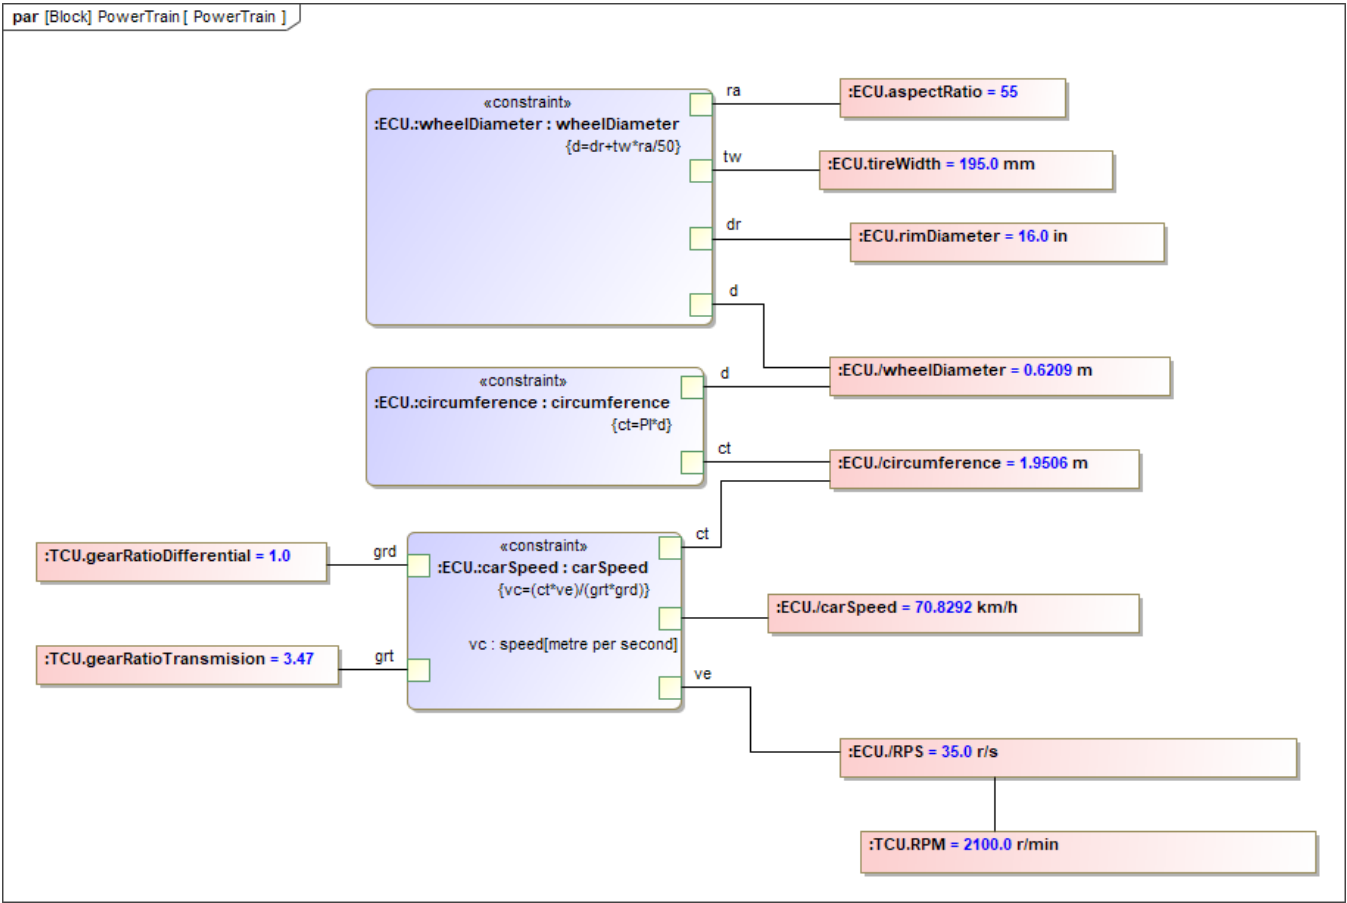 par [Block] PowerTrain [ PowerTrain ]
«constraint»
:ECU.:wheelDiameter : wheelDiameter
{d=dr+tw*ra/50}
ra
:ECU.aspectRatio = 55
tw
:ECU.tireWidth = 195.0 mm
dr
:ECU.rimDiameter = 16.0 in
d
:ECU./wheelDiameter = 0.6209 m
«constraint»
:ECU.:circumference : circumference
{ct=PI*d}
d
ct
:ECU./circumference = 1.9506 m
:TCU.gearRatioDifferential = 1.0
grd
:TCU.gearRatioTransmision = 3.47
grt
«constraint»
:ECU.:carSpeed : carSpeed
{vc=(ct*ve)/(grt*grd)}
vc : speed[metre per second]
ct
:ECU./carSpeed = 70.8292 km/h
ve
:ECU./RPS = 35.0 r/s
:TCU.RPM = 2100.0 r/min